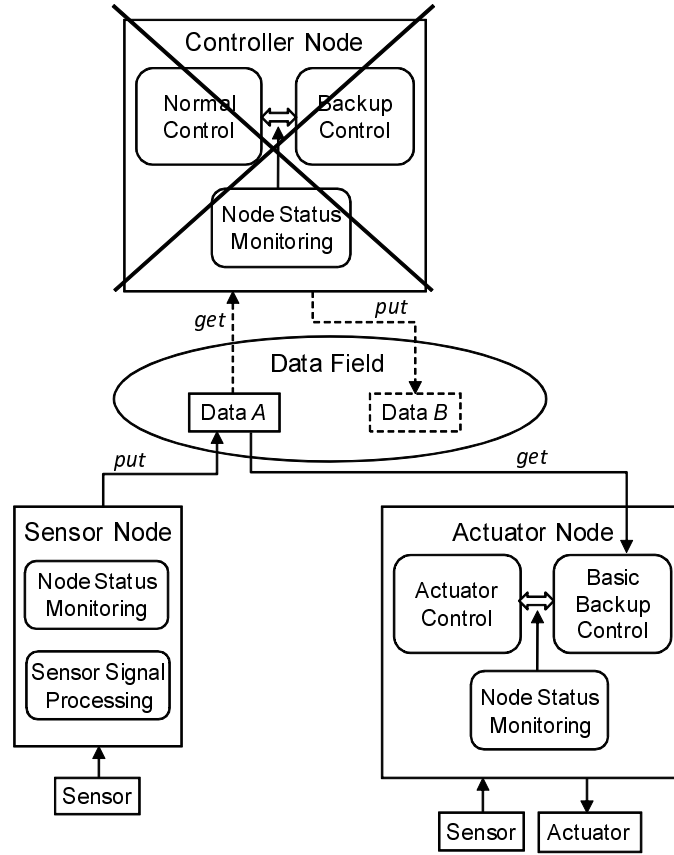 Controller Node
Normal
Control
Backup
Control
Node Status
Monitoring
get
put
Data Field
Data A
Data B
put
get
Sensor Node
Node Status
Monitoring
Sensor Signal
Processing
Sensor
Actuator Node
Actuator
Control
Basic
Backup
Control
Node Status
Monitoring
Sensor
Actuator